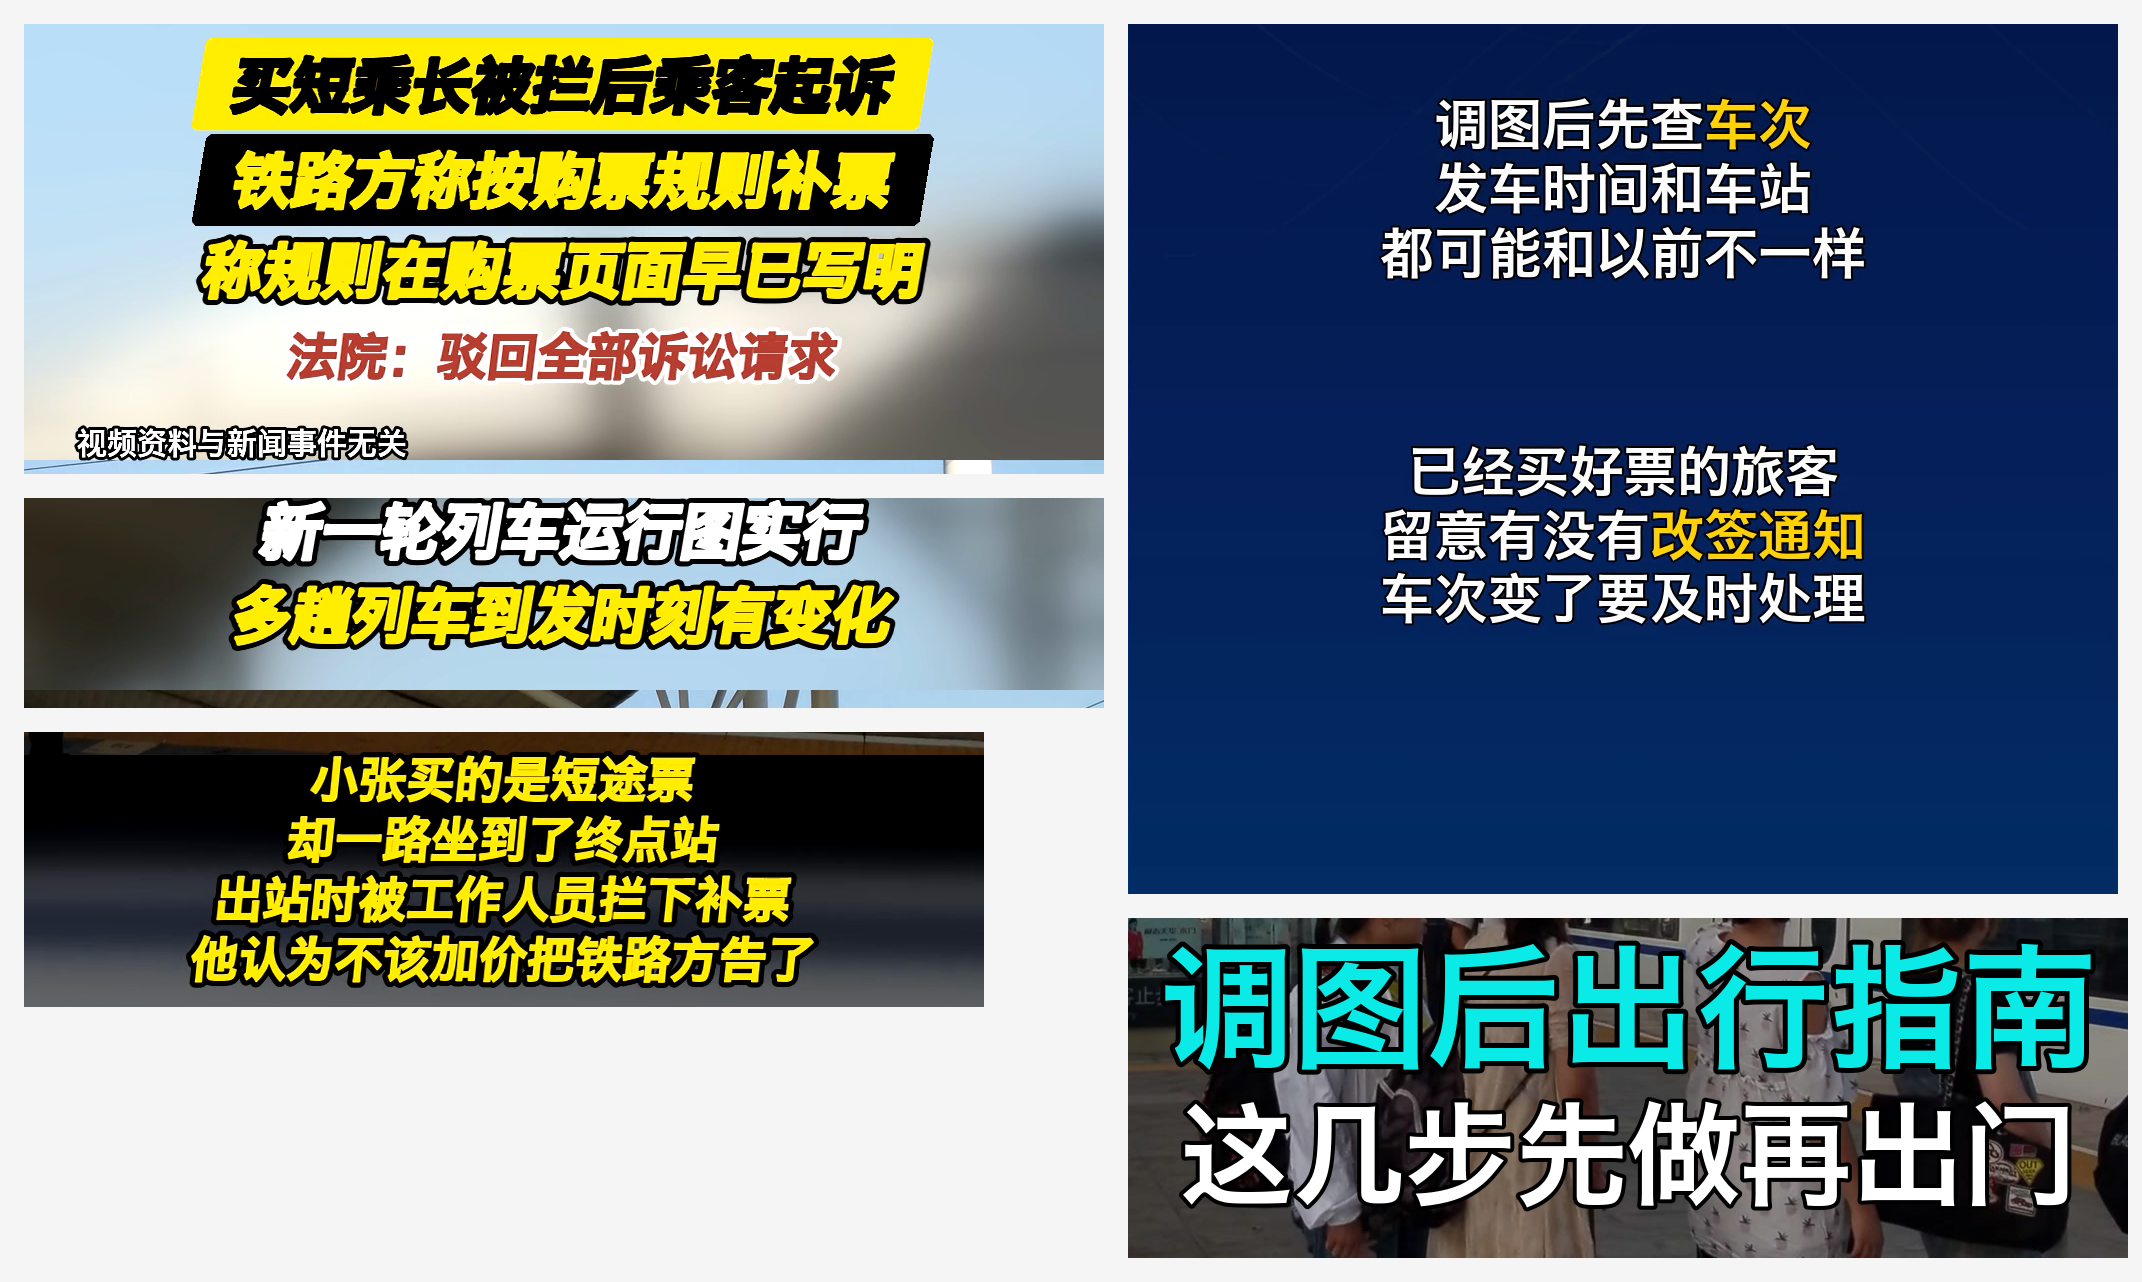 买短乘长被拦后乘客起诉
铁路方称按购票规则补票
称规则在购票页面早已写明
法院：驳回全部诉讼请求
视频资料与新闻事件无关
新一轮列车运行图实行
多趟列车到发时刻有变化
小张买的是短途票
却一路坐到了终点站
出站时被工作人员拦下补票
他认为不该加价把铁路方告了
调图后先查车次
发车时间和车站
都可能和以前不一样
已经买好票的旅客
留意有没有改签通知
车次变了要及时处理
调图后出行指南
这几步先做再出门
OUT